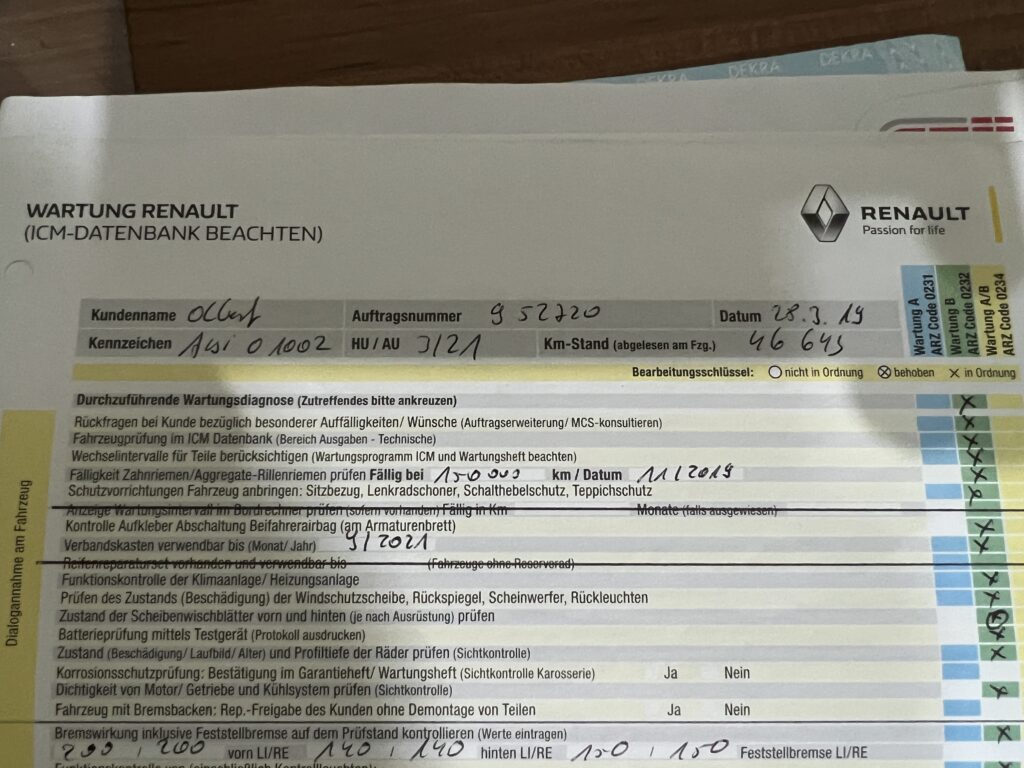 DEKRA DEKRA
WARTUNG RENAULT
(ICM-DATENBANK BEACHTEN)
RENAULT
Passion for life
Wartung A
ARZ Code 0231
Wartung B
ARZ Code 0232
Wartung A/B
ARZ Code 0234
Kundenname Auftragsnummer 952720 Datum 28.3.19
Kennzeichen HU / AU 3/21 Km-Stand (abgelesen am Fzg.) 46 645
Bearbeitungsschlüssel: nicht in Ordnung behoben in Ordnung
Dialogannahme am Fahrzeug
Durchzuführende Wartungsdiagnose (Zutreffendes bitte ankreuzen)
Rückfragen bei Kunde bezüglich besonderer Auffälligkeiten/ Wünsche (Auftragserweiterung/ MCS-konsultieren)
Fahrzeugprüfung im ICM Datenbank (Bereich Ausgaben - Technische)
Wechselintervalle für Teile berücksichtigen (Wartungsprogramm ICM und Wartungsheft beachten)
Fälligkeit Zahnriemen/Aggregate-Rillenriemen prüfen Fällig bei 150 000 km / Datum 11/2019
Schutzvorrichtungen Fahrzeug anbringen: Sitzbezug, Lenkradschoner, Schalthebelschutz, Teppichschutz
Anzeige Wartungsintervall im Bordrechner prüfen (sofern vorhanden) Fällig in Km Monate (falls ausgewiesen)
Kontrolle Aufkleber Abschaltung Beifahrerairbag (am Armaturenbrett)
Verbandskasten verwendbar bis (Monat/ Jahr) 9/2021
Reifenreparaturset vorhanden und verwendbar bis (Fahrzeuge ohne Reserverad)
Funktionskontrolle der Klimaanlage/ Heizungsanlage
Prüfen des Zustands (Beschädigung) der Windschutzscheibe, Rückspiegel, Scheinwerfer, Rückleuchten
Zustand der Scheibenwischblätter vorn und hinten (je nach Ausrüstung) prüfen
Batterieprüfung mittels Testgerät (Protokoll ausdrucken)
Zustand (Beschädigung/ Laufbild/ Alter) und Profiltiefe der Räder prüfen (Sichtkontrolle)
Korrosionsschutzprüfung: Bestätigung im Garantieheft/ Wartungsheft (Sichtkontrolle Karosserie) Ja Nein
Dichtigkeit von Motor/ Getriebe und Kühlsystem prüfen (Sichtkontrolle)
Fahrzeug mit Bremsbacken: Rep.-Freigabe des Kunden ohne Demontage von Teilen Ja Nein
Bremswirkung inklusive Feststellbremse auf dem Prüfstand kontrollieren (Werte eintragen)
200 / 200 vorn LI/RE 140 / 140 hinten LI/RE 150 / 150 Feststellbremse LI/RE